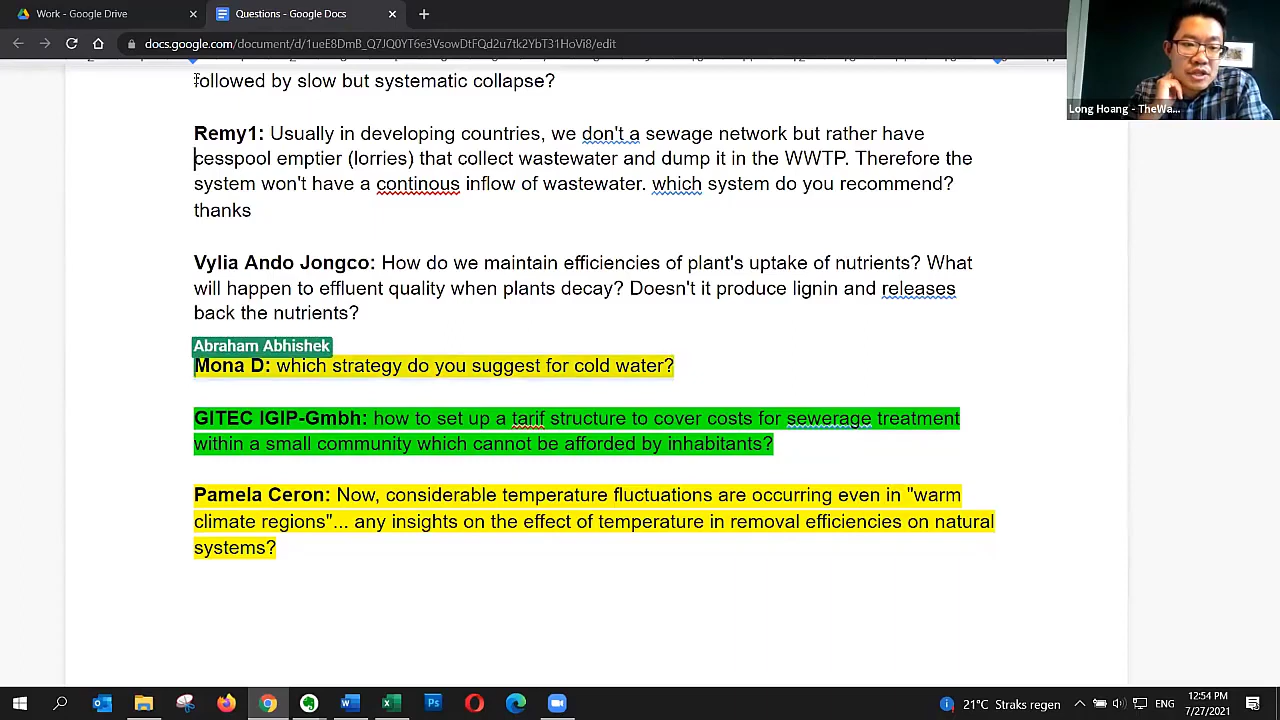 Work - Google Drive
Questions - Google Docs
docs.google.com/document/d/1ueE8DmB_Q7JQ0YT6e3VsowDtFQd2u7tk2YbT31HoVi8/edit
Long Hoang - TheWa...
followed by slow but systematic collapse?
Remy1: Usually in developing countries, we don't a sewage network but rather have
cesspool emptier (lorries) that collect wastewater and dump it in the WWTP. Therefore the
system won't have a continous inflow of wastewater. which system do you recommend?
thanks
Vylia Ando Jongco: How do we maintain efficiencies of plant's uptake of nutrients? What
will happen to effluent quality when plants decay? Doesn't it produce lignin and releases
back the nutrients?
Abraham Abhishek
Mona D: which strategy do you suggest for cold water?
GITEC IGIP-Gmbh: how to set up a tarif structure to cover costs for sewerage treatment
within a small community which cannot be afforded by inhabitants?
Pamela Ceron: Now, considerable temperature fluctuations are occurring even in "warm
climate regions"... any insights on the effect of temperature in removal efficiencies on natural
systems?
21°C Straks regen
ENG
12:54 PM
7/27/2021